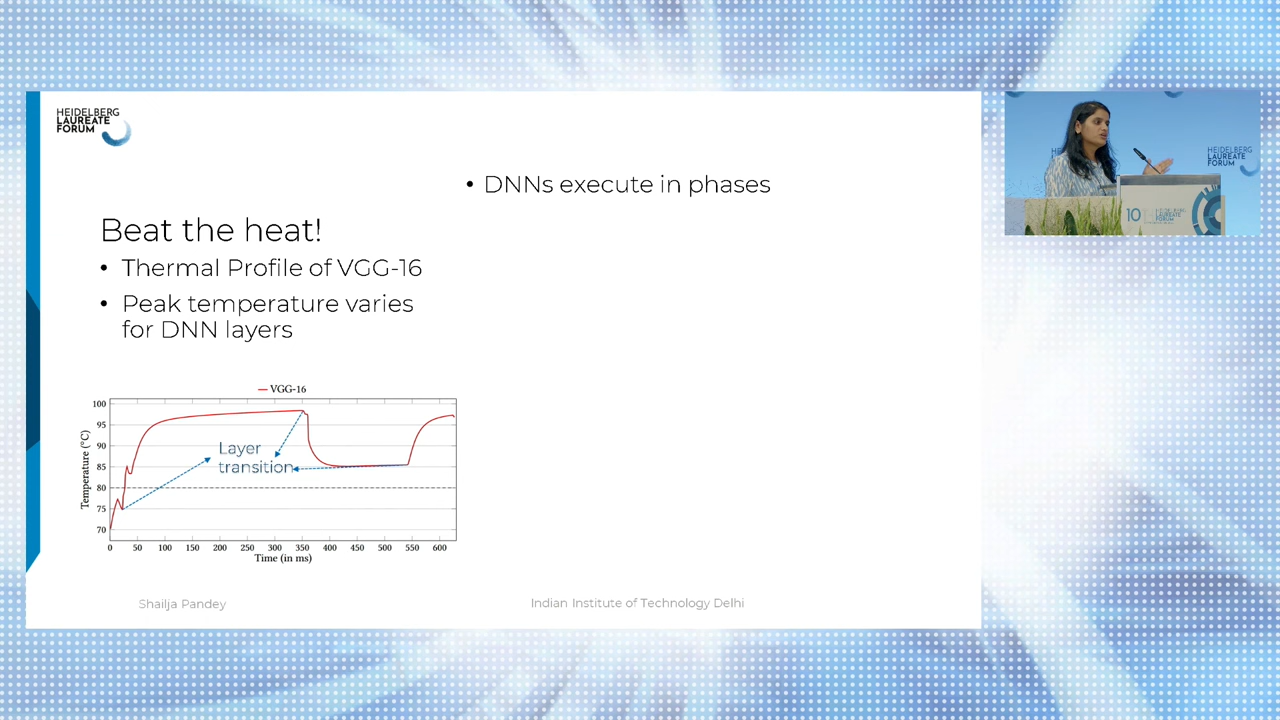 HEIDELBERG
LAUREATE
FORUM
• DNNs execute in phases
Beat the heat!
• Thermal Profile of VGG-16
• Peak temperature varies
for DNN layers
VGG-16
Temperature (°C)
100
95
90
85
80
75
70
Layer
transition
0 50 100 150 200 250 300 350 400 450 500 550 600
Time (in ms)
Shailja Pandey
Indian Institute of Technology Delhi
HEIDELBERG
LAUREATE
FORUM
10
HEIDELBERG
LAUREATE
FORUM